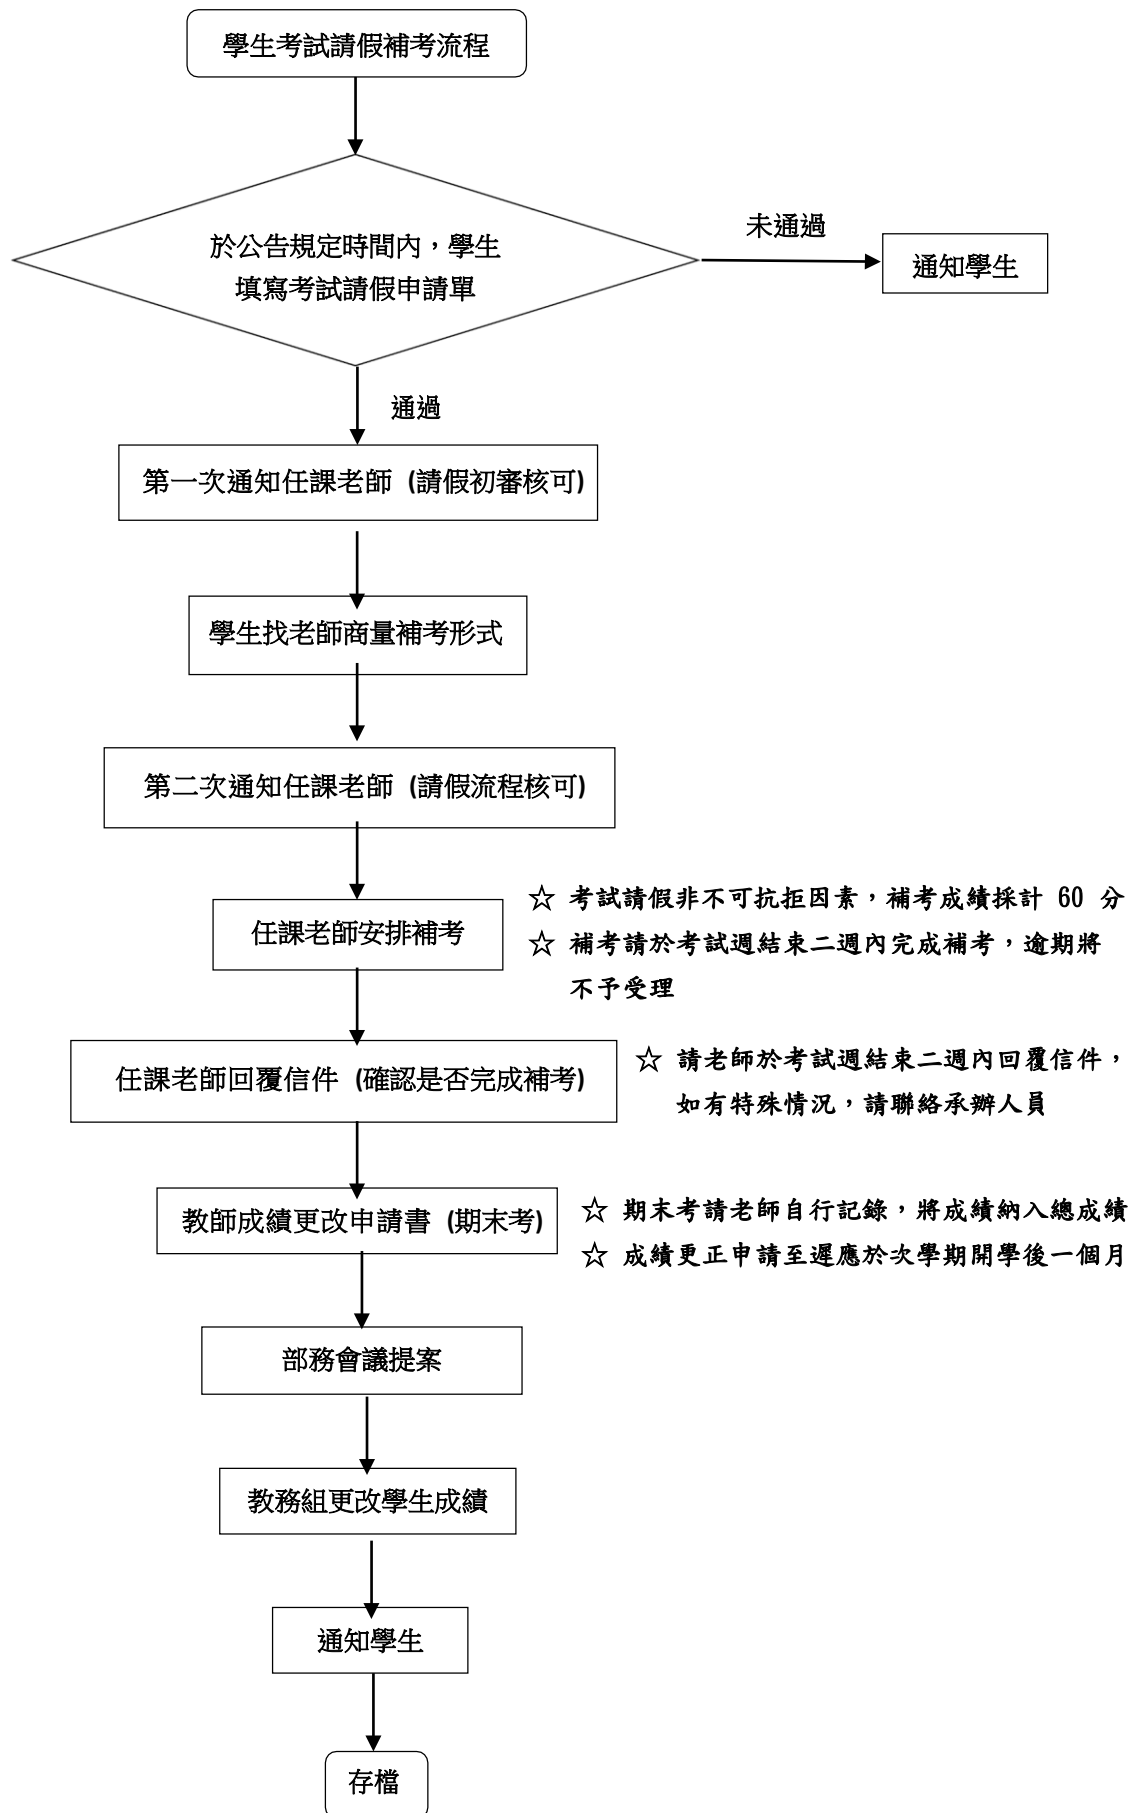 學生考試請假補考流程
於公告規定時間內，學生
填寫考試請假申請單
未通過
通知學生
通過
第一次通知任課老師 (請假初審核可)
學生找老師商量補考形式
第二次通知任課老師 (請假流程核可)
任課老師安排補考
☆ 考試請假非不可抗拒因素，補考成績採計 60 分
☆ 補考請於考試週結束二週內完成補考，逾期將
不予受理
任課老師回覆信件 (確認是否完成補考)
☆ 請老師於考試週結束二週內回覆信件，
如有特殊情況，請聯絡承辦人員
教師成績更改申請書 (期末考)
☆ 期末考請老師自行記錄，將成績納入總成績
☆ 成績更正申請至遲應於次學期開學後一個月
部務會議提案
教務組更改學生成績
通知學生
存檔